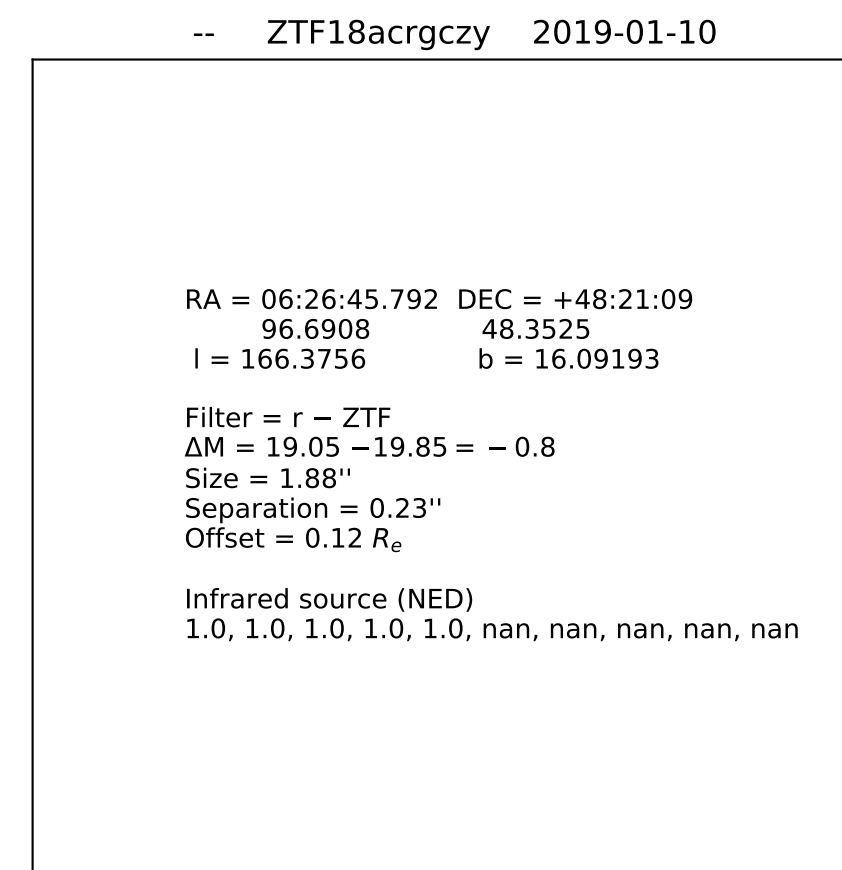 -- ZTF18acrgczy 2019-01-10
RA = 06:26:45.792 DEC = +48:21:09
96.6908 48.3525
l = 166.3756 b = 16.09193
Filter = r − ZTF
ΔM = 19.05 −19.85 = − 0.8
Size = 1.88''
Separation = 0.23''
Offset = 0.12 Re
Infrared source (NED)
1.0, 1.0, 1.0, 1.0, 1.0, nan, nan, nan, nan, nan